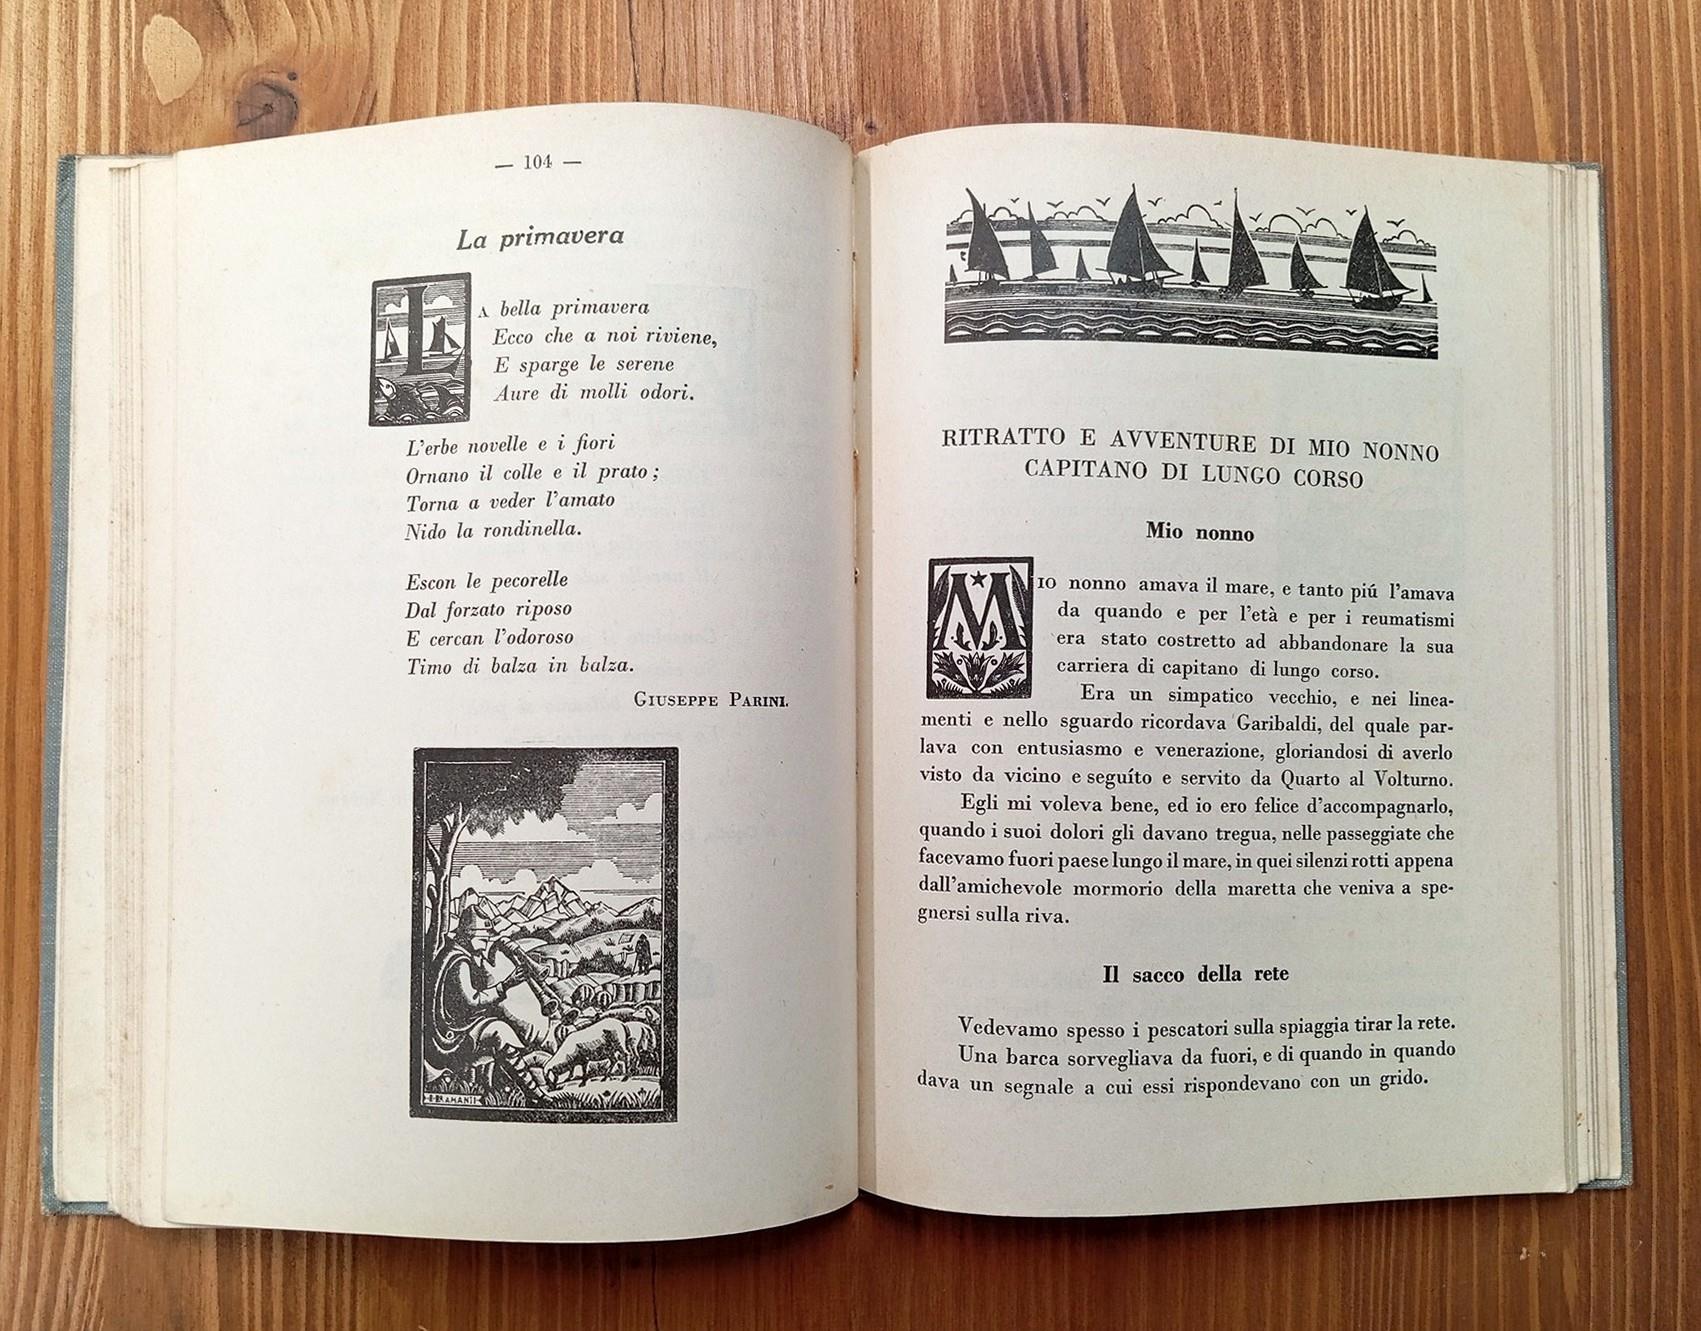 — 104 —
La primavera
LA bella primavera
Ecco che a noi riviene,
E sparge le serene
Aure di molli odori.
L'erbe novelle e i fiori
Ornano il colle e il prato ;
Torna a veder l'amato
Nido la rondinella.
Escon le pecorelle
Dal forzato riposo
E cercan l'odoroso
Timo di balza in balza.
GIUSEPPE PARINI.
RITRATTO E AVVENTURE DI MIO NONNO
CAPITANO DI LUNGO CORSO
Mio nonno
MIO nonno amava il mare, e tanto piú l'amava
da quando e per l'età e per i reumatismi
era stato costretto ad abbandonare la sua
carriera di capitano di lungo corso.
Era un simpatico vecchio, e nei linea-
menti e nello sguardo ricordava Garibaldi, del quale par-
lava con entusiasmo e venerazione, gloriandosi di averlo
visto da vicino e seguíto e servito da Quarto al Volturno.
Egli mi voleva bene, ed io ero felice d'accompagnarlo,
quando i suoi dolori gli davano tregua, nelle passeggiate che
facevamo fuori paese lungo il mare, in quei silenzi rotti appena
dall'amichevole mormorio della maretta che veniva a spe-
gnersi sulla riva.
Il sacco della rete
Vedevamo spesso i pescatori sulla spiaggia tirar la rete.
Una barca sorvegliava da fuori, e di quando in quando
dava un segnale a cui essi rispondevano con un grido.